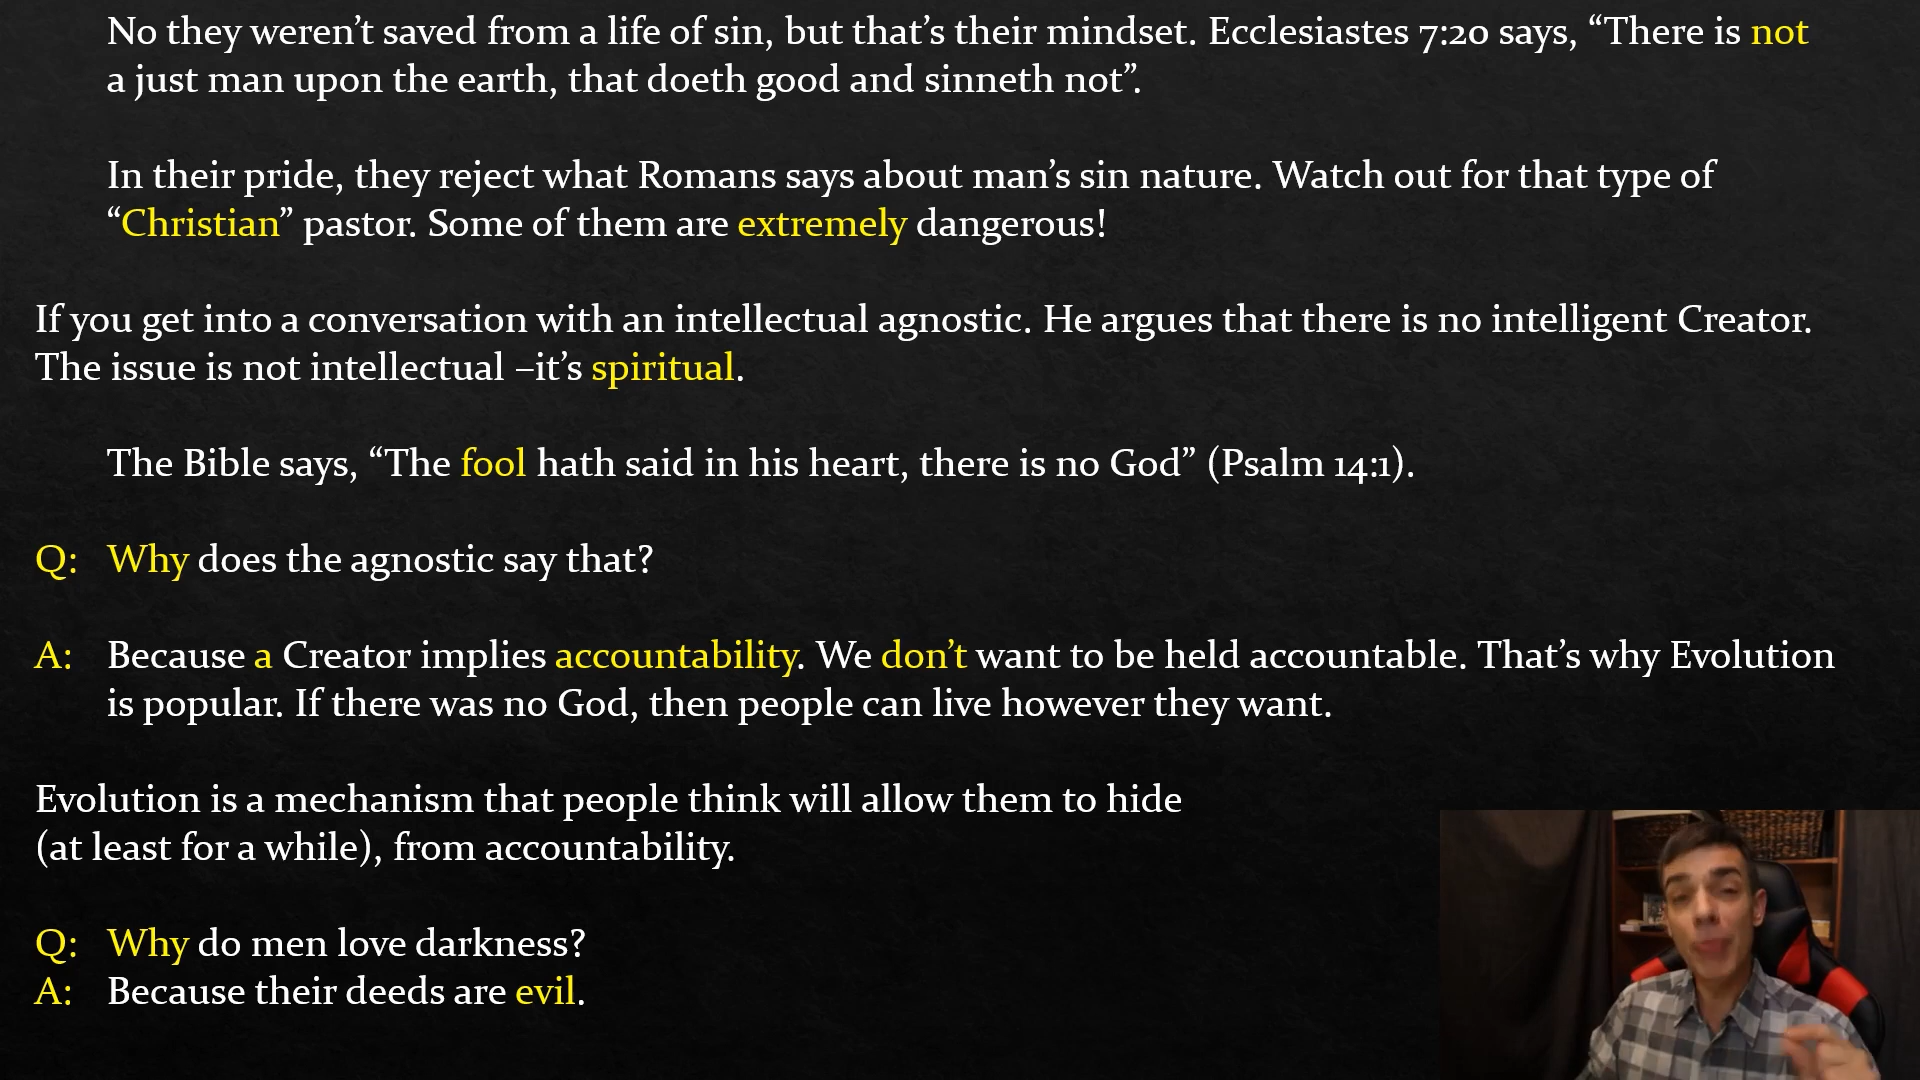 No they weren’t saved from a life of sin, but that’s their mindset. Ecclesiastes 7:20 says, “There is not
a just man upon the earth, that doeth good and sinneth not”.
In their pride, they reject what Romans says about man’s sin nature. Watch out for that type of
“Christian” pastor. Some of them are extremely dangerous!
If you get into a conversation with an intellectual agnostic. He argues that there is no intelligent Creator.
The issue is not intellectual –it’s spiritual.
The Bible says, “The fool hath said in his heart, there is no God” (Psalm 14:1).
Q: Why does the agnostic say that?
A: Because a Creator implies accountability. We don’t want to be held accountable. That’s why Evolution
is popular. If there was no God, then people can live however they want.
Evolution is a mechanism that people think will allow them to hide
(at least for a while), from accountability.
Q: Why do men love darkness?
A: Because their deeds are evil.